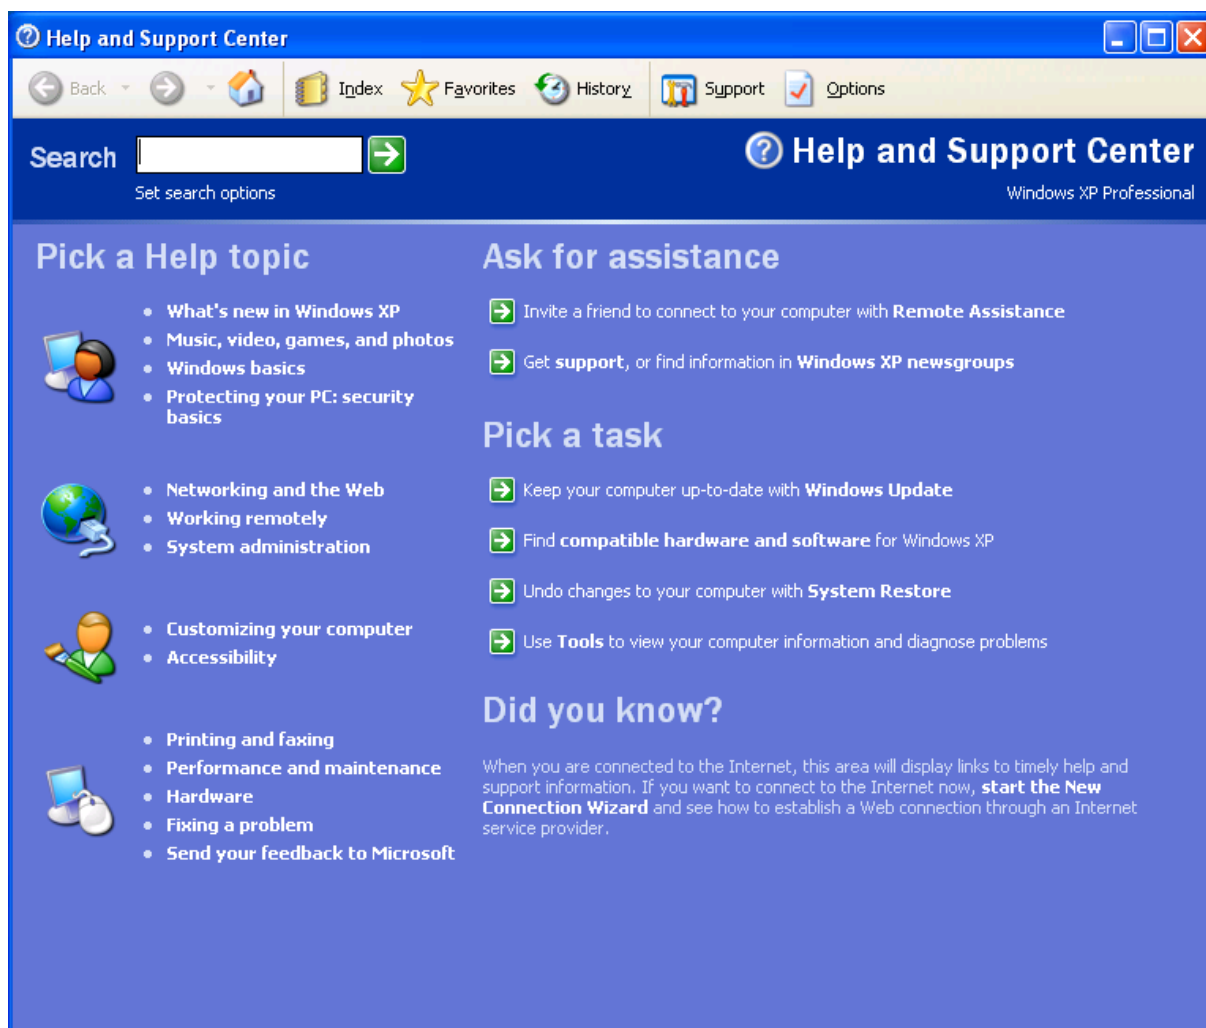 Help and Support Center
Back
Index
Favorites
History
Support
Options
Search
Set search options
Help and Support Center
Windows XP Professional
Pick a Help topic
What's new in Windows XP
Music, video, games, and photos
Windows basics
Protecting your PC: security
basics
Networking and the Web
Working remotely
System administration
Customizing your computer
Accessibility
Printing and faxing
Performance and maintenance
Hardware
Fixing a problem
Send your feedback to Microsoft
Ask for assistance
Invite a friend to connect to your computer with Remote Assistance
Get support, or find information in Windows XP newsgroups
Pick a task
Keep your computer up-to-date with Windows Update
Find compatible hardware and software for Windows XP
Undo changes to your computer with System Restore
Use Tools to view your computer information and diagnose problems
Did you know?
When you are connected to the Internet, this area will display links to timely help and
support information. If you want to connect to the Internet now, start the New
Connection Wizard and see how to establish a Web connection through an Internet
service provider.